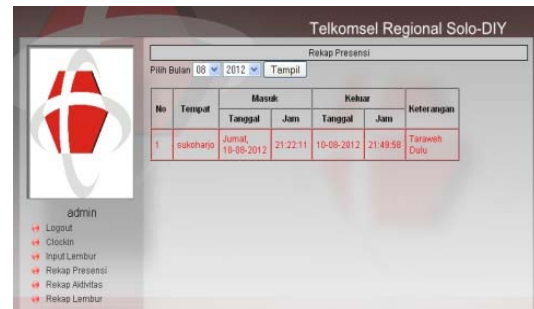 Telkomsel Regional Solo-DIY
Rekap Presensi
Pilih Bulan 08 2012 Tampil
No Tempat Masuk Keluar Keterangan
Tanggal Jam Tanggal Jam
1 sukoharjo Jumat, 10-08-2012 21:22:11 10-08-2012 21:49:58 Taraweh Dulu
admin
Logout
Clockin
Input Lembur
Rekap Presensi
Rekap Aktivitas
Rekap Lembur